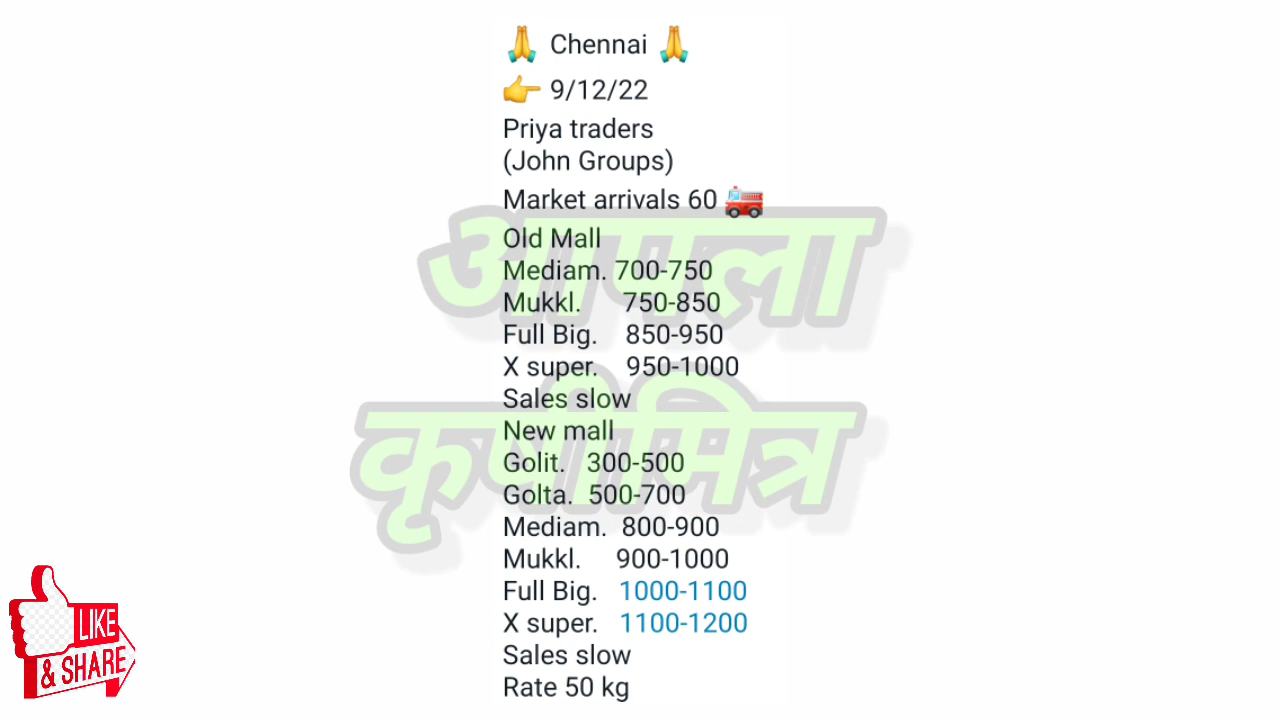 🙏 Chennai 🙏
👉 9/12/22
Priya traders
(John Groups)
Market arrivals 60 🚒
Old Mall
Mediam. 700-750
Mukkl. 750-850
Full Big. 850-950
X super. 950-1000
Sales slow
New mall
Golit. 300-500
Golta. 500-700
Mediam. 800-900
Mukkl. 900-1000
Full Big. 1000-1100
X super. 1100-1200
Sales slow
Rate 50 kg
आपला
कृषीमित्र
LIKE
& SHARE